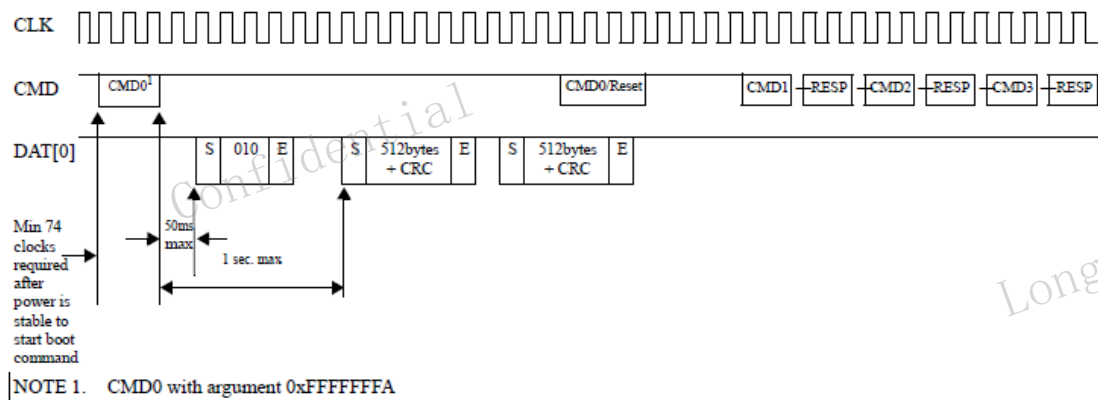 CLK
CMD
CMD0¹
CMD0/Reset
CMD1
RESP
CMD2
RESP
CMD3
RESP
DAT[0]
S
010
E
S
512bytes
+ CRC
E
S
512bytes
+ CRC
E
Confidential
Long
50ms
max
1 sec. max
Min 74
clocks
required
after
power is
stable to
start boot
command
NOTE 1. CMD0 with argument 0xFFFFFFFA